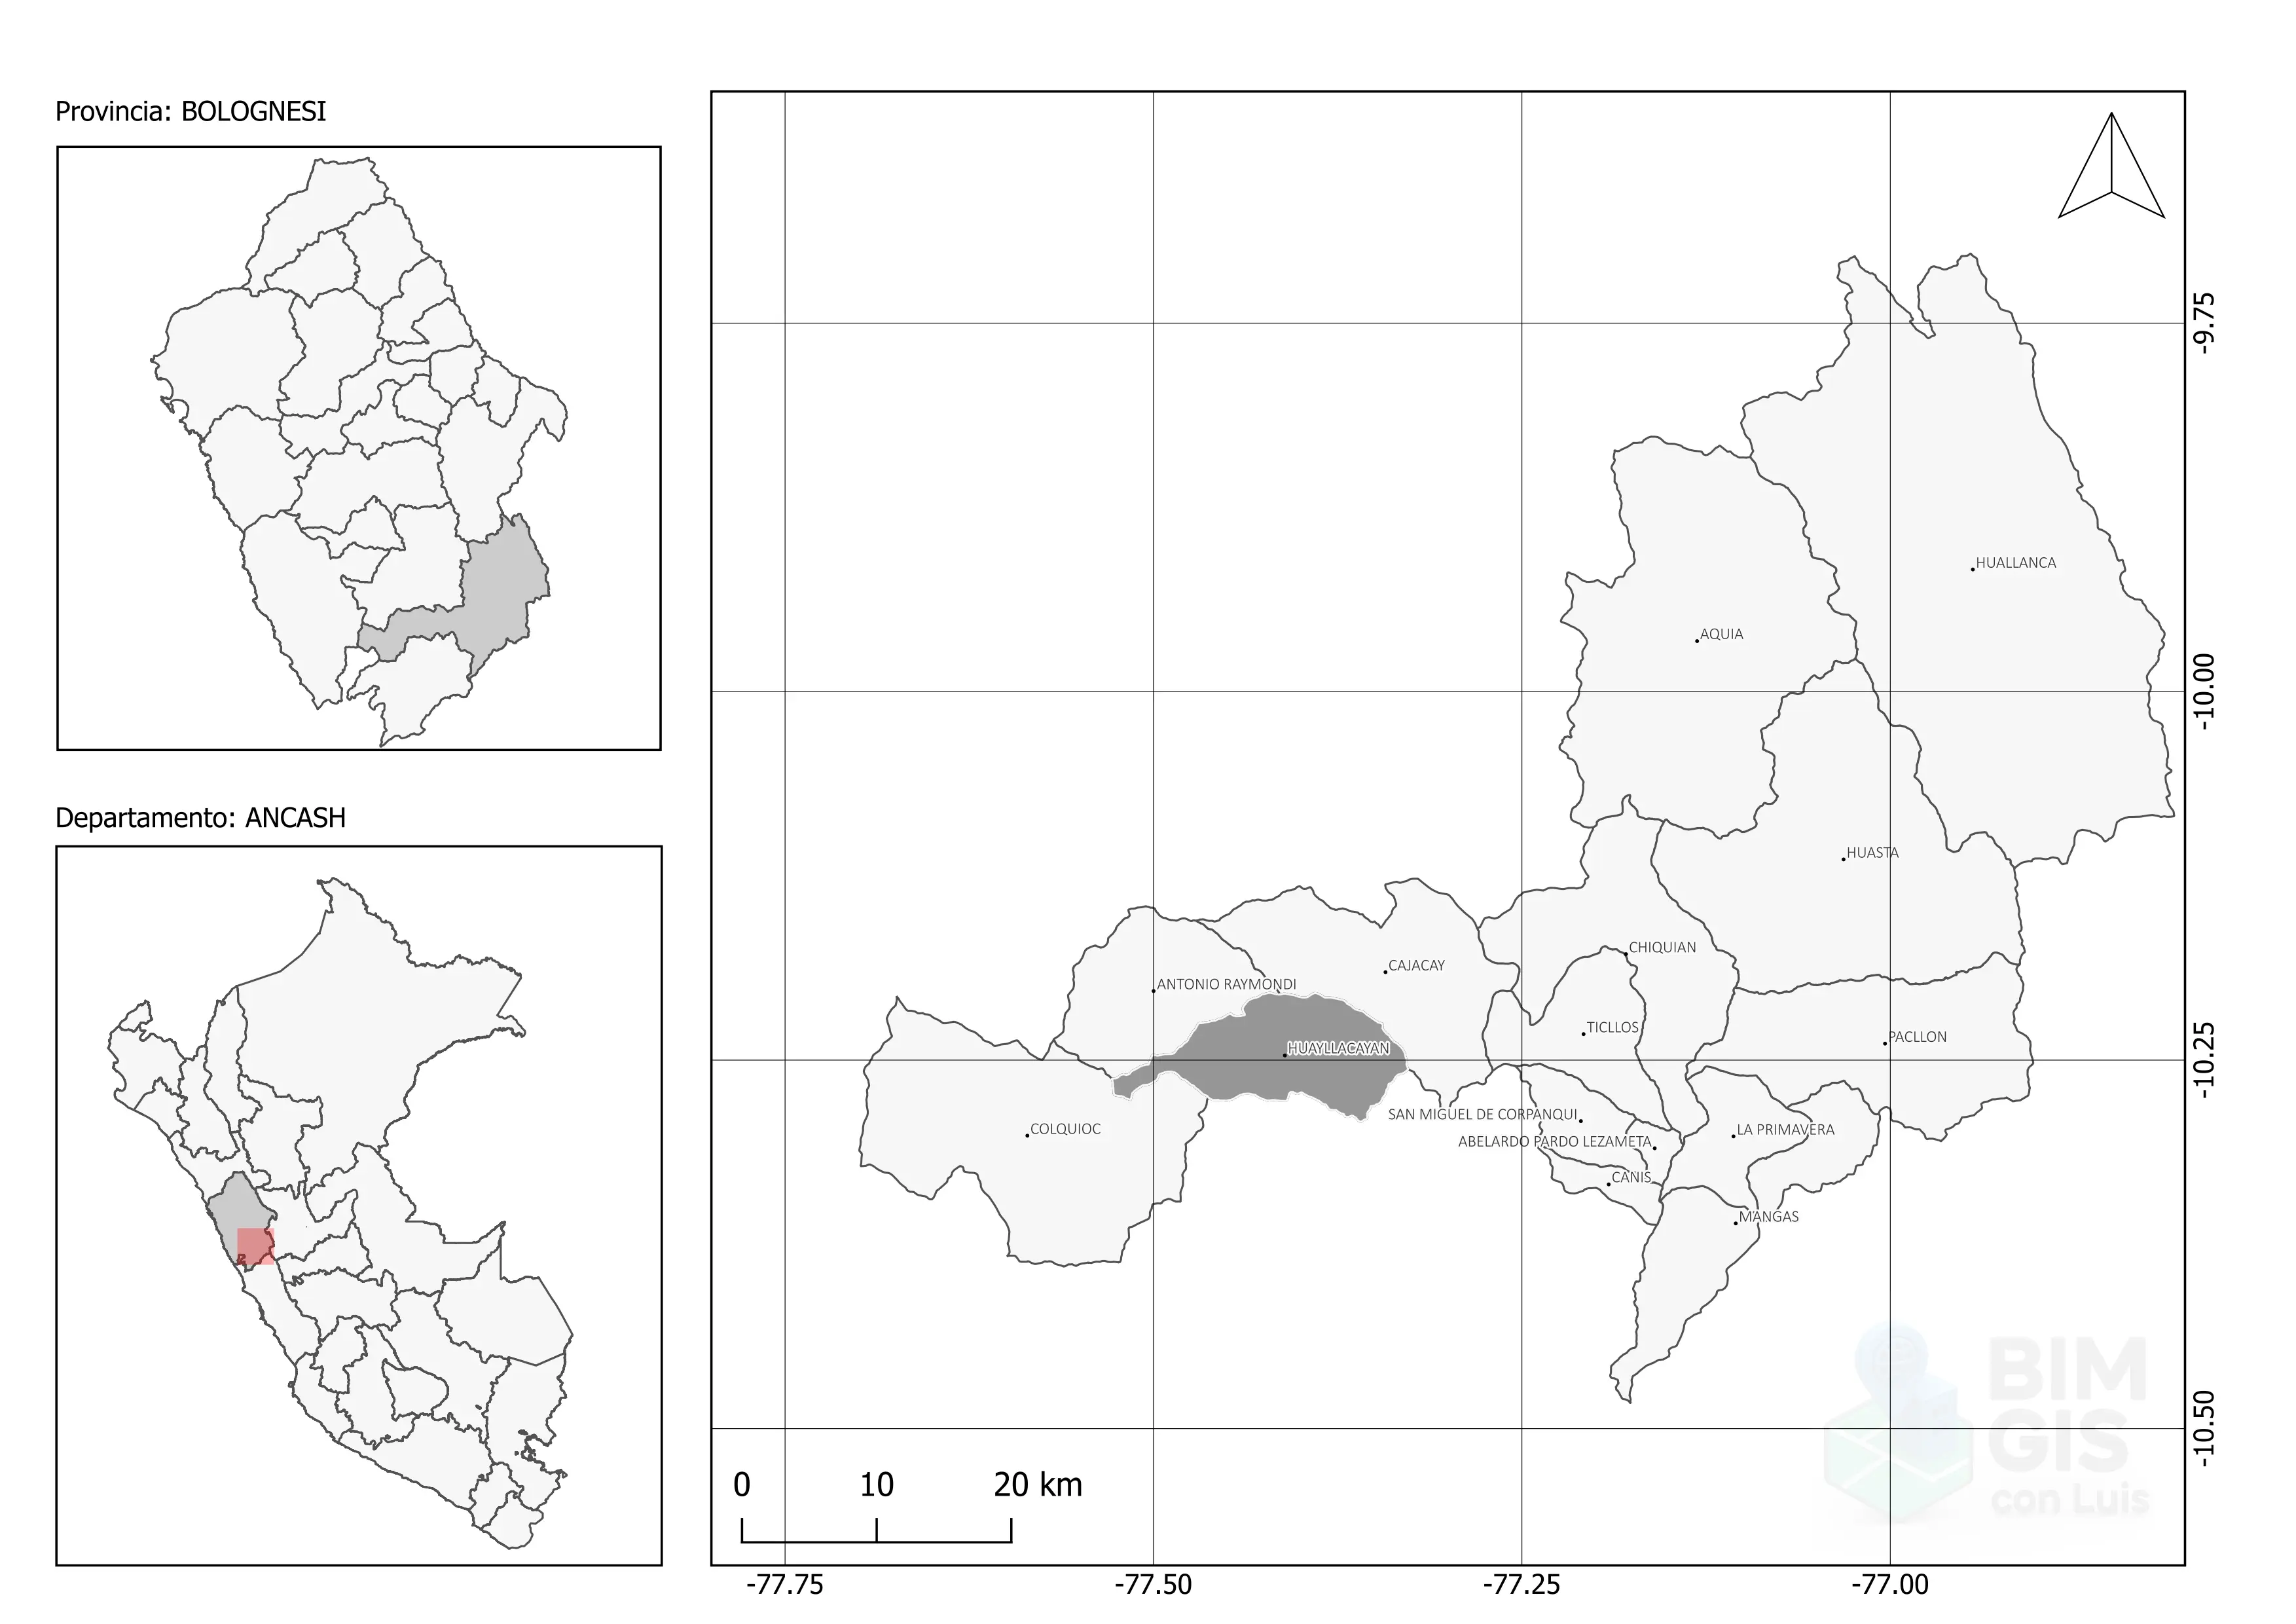 Provincia: BOLOGNESI
Departamento: ANCASH
HUALLANCA
AQUIA
HUASTA
CHIQUIAN
CAJACAY
ANTONIO RAYMONDI
TICLLOS
PACLLON
HUAYLLACAYAN
SAN MIGUEL DE CORPANQUI
COLQUIOC
LA PRIMAVERA
ABELARDO PARDO LEZAMETA
CANIS
MANGAS
-9.75
-10.00
-10.25
-10.50
BIM
GIS
con Luis
0 10 20 km
-77.75 -77.50 -77.25 -77.00